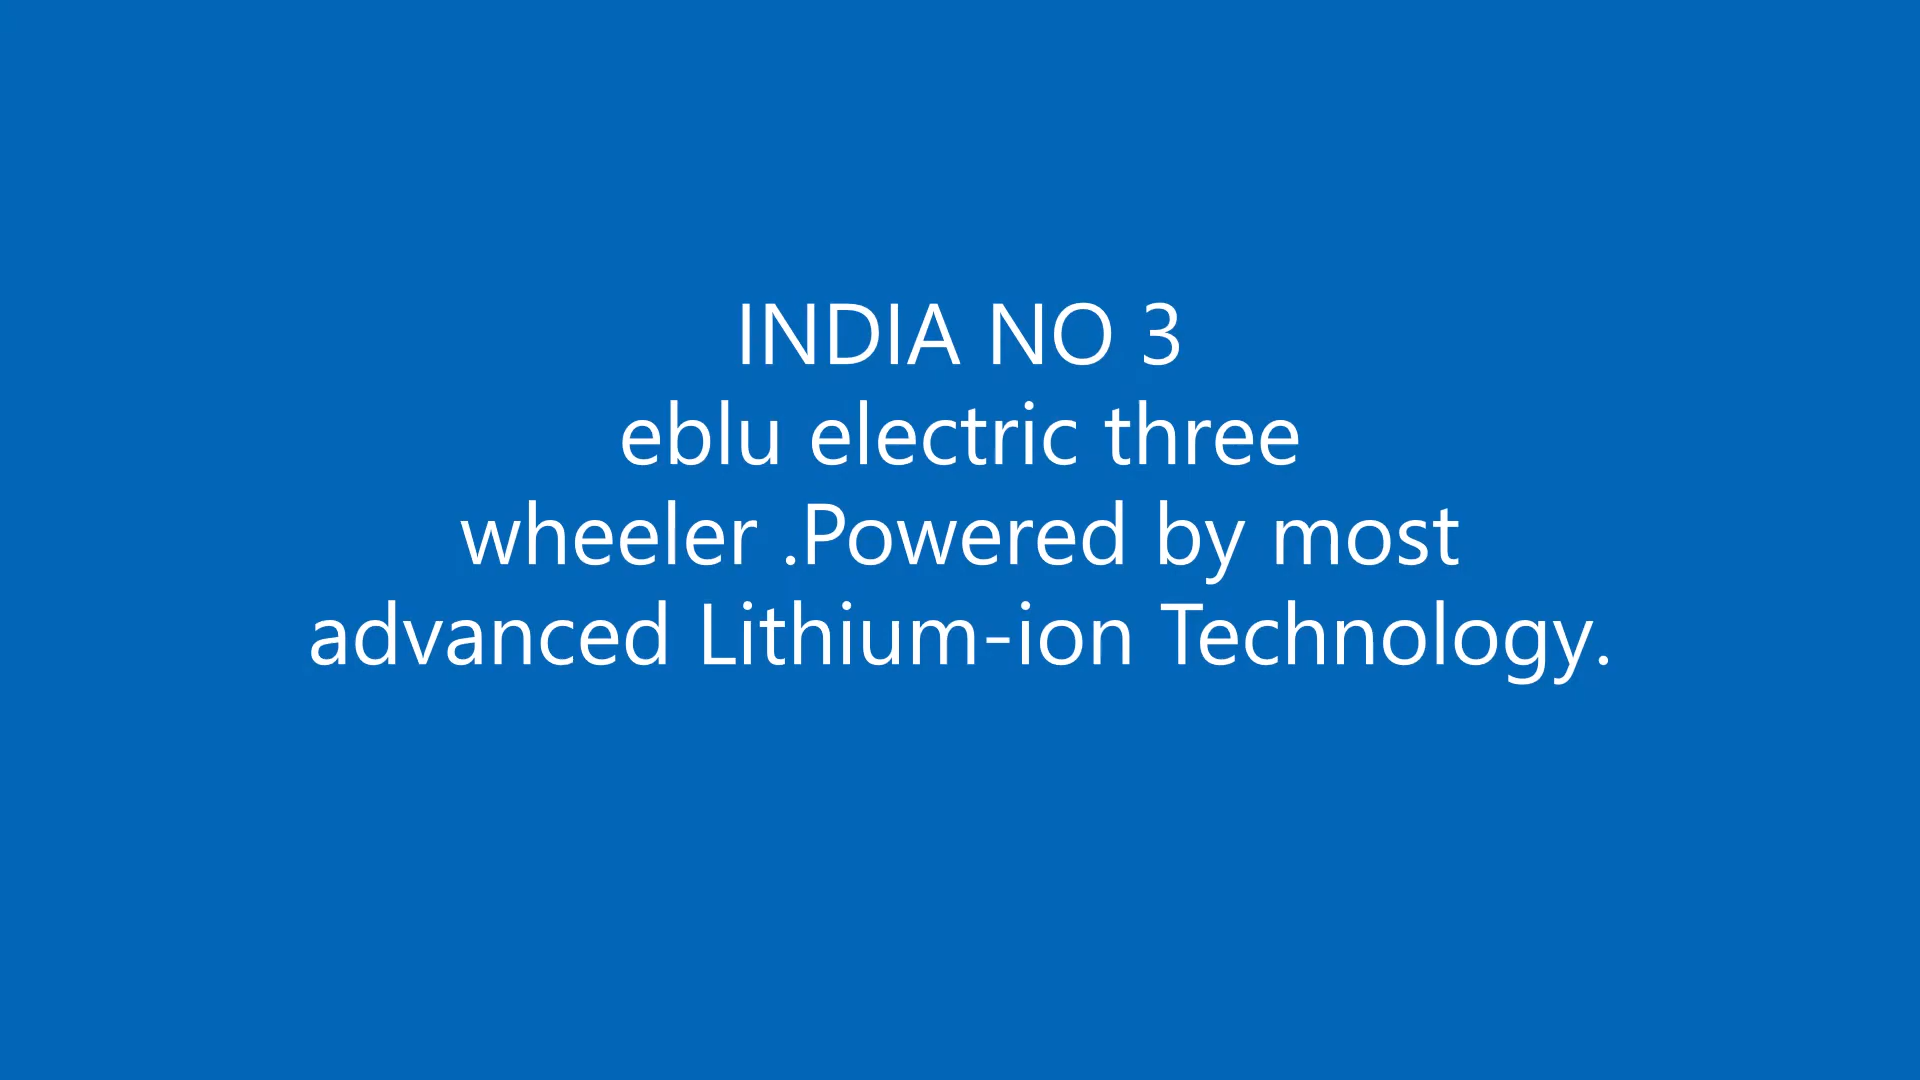 INDIA NO 3
eblu electric three
wheeler .Powered by most
advanced Lithium-ion Technology.